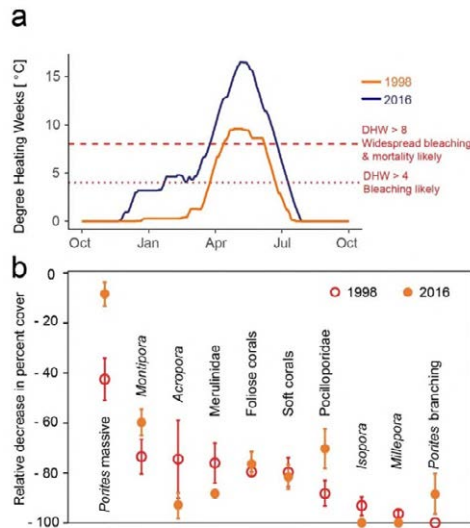 a
Degree Heating Weeks [ °C]
15
10
5
0
Oct
Jan
Apr
Jul
Oct
1998
2016
DHW > 8
Widespread bleaching
& mortality likely
DHW > 4
Bleaching likely
b
Relative decrease in percent cover
0
- 20
- 40
- 60
- 80
- 100
1998
2016
Porites massive
Montipora
Acropora
Merulinidae
Foliose corals
Soft corals
Pocilloporidae
Isopora
Millepora
Porites branching